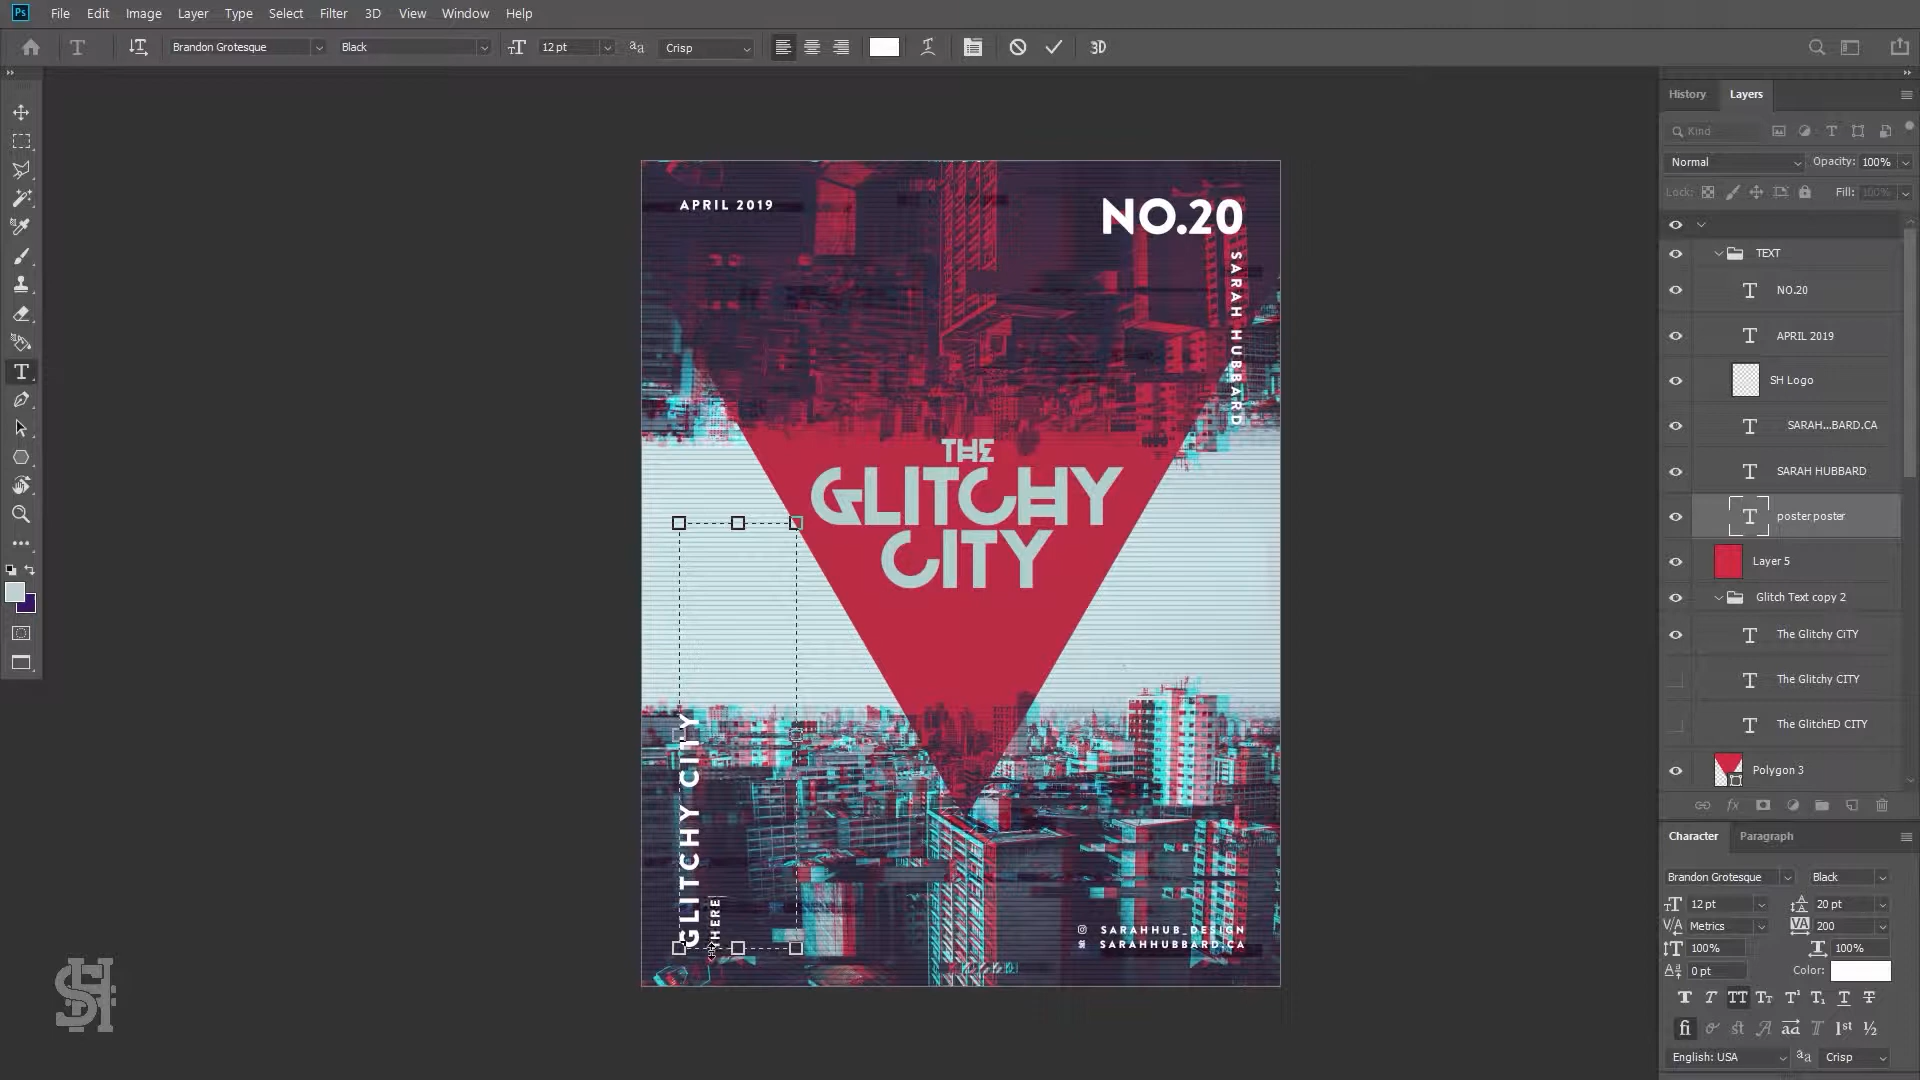 Ps File Edit Image Layer Type Select Filter 3D View Window Help
Brandon Grotesque Black 12 pt Crisp 3D
History Layers
Kind
Normal Opacity: 100%
Lock: Fill: 100%
TEXT
NO.20
APRIL 2019
SH Logo
SARAH...BARD.CA
SARAH HUBBARD
poster poster
Layer 5
Glitch Text copy 2
The Glitchy CiTY
The Glitchy CITY
The GlitchED CITY
Polygon 3
fx
Character Paragraph
Brandon Grotesque Black
12 pt 20 pt
Metrics 200
100% 100%
0 pt Color:
English: USA Crisp
APRIL 2019
NO.20
SARAH HUBBARD
THE
GLITCHY
CITY
GLITCHY CITY
HERE
SARAHHUB_DESIGN
SARAHHUBBARD.CA
SH